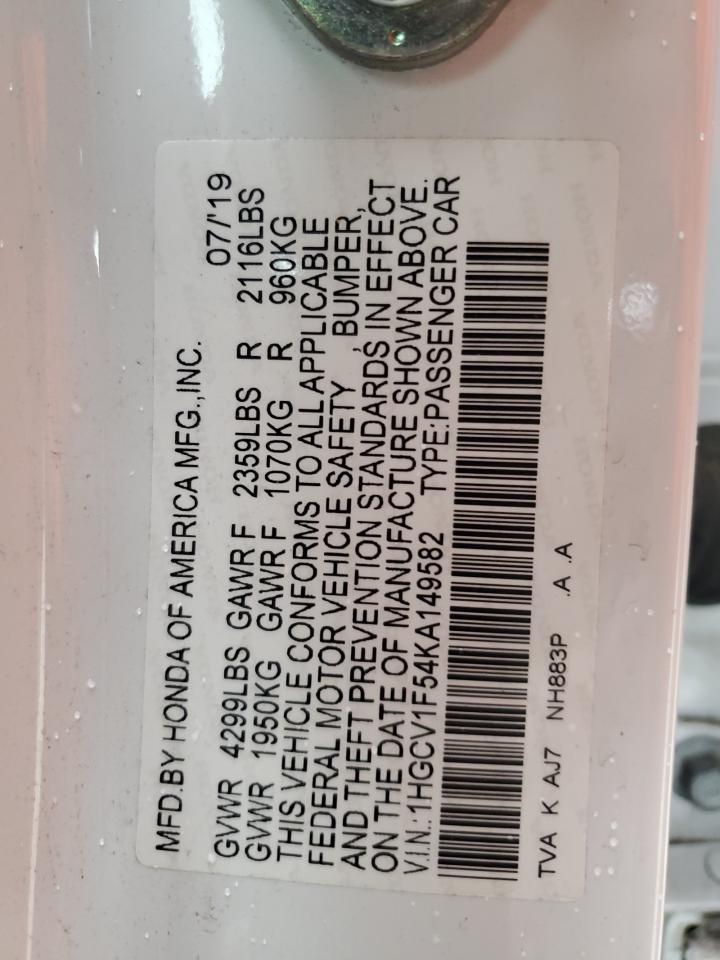 MFD.BY HONDA OF AMERICA MFG.,INC. 07/'19
GVWR 4299LBS GAWR F 2359LBS R 2116LBS
GVWR 1950KG GAWR F 1070KG R 960KG
THIS VEHICLE CONFORMS TO ALL APPLICABLE
FEDERAL MOTOR VEHICLE SAFETY , BUMPER,
AND THEFT PREVENTION STANDARDS IN EFFECT
ON THE DATE OF MANUFACTURE SHOWN ABOVE.
V.I.N.:1HGCV1F54KA149582 TYPE:PASSENGER CAR
TVA K AJ7 NH883P .A .A